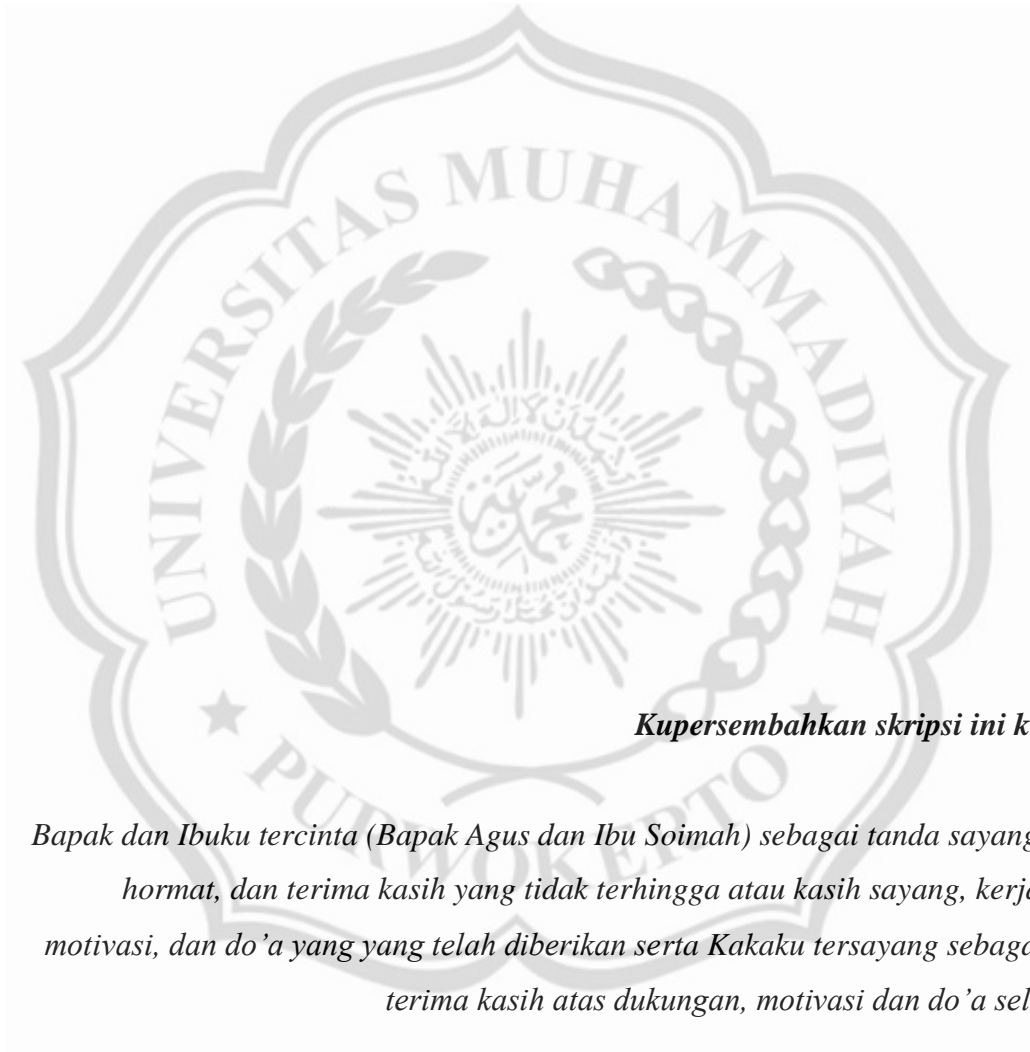 UNIVERSITAS MUHAMMADIYAH
PURWOKERTO
Kupersembahkan skripsi ini k
Bapak dan Ibuku tercinta (Bapak Agus dan Ibu Soimah) sebagai tanda sayang
hormat, dan terima kasih yang tidak terhingga atau kasih sayang, kerja
motivasi, dan do’a yang yang telah diberikan serta Kakaku tersayang sebaga
terima kasih atas dukungan, motivasi dan do’a sel